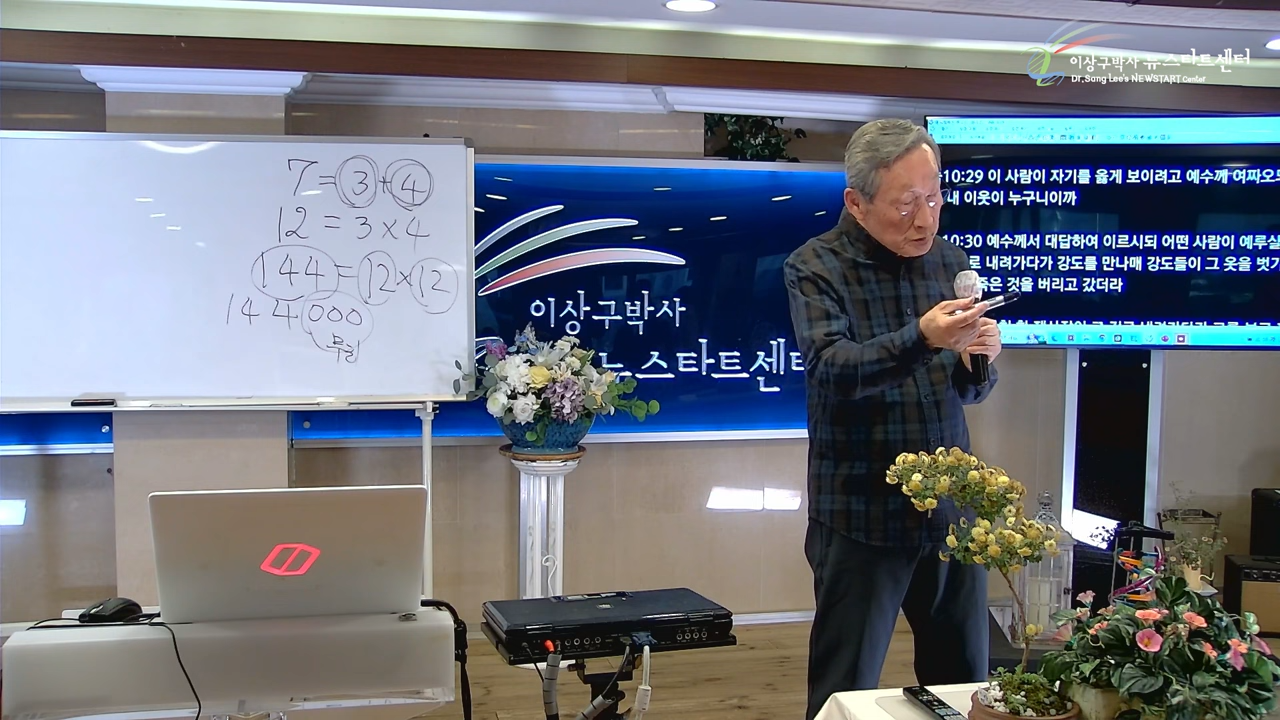 이상구박사 뉴스타트센터
Dr. Sang Lee's NEWSTART Center
7=3+4
12=3×4
144=12×12
144000
이상구박사
뉴스타트센터
10:29 이 사람이 자기를 옳게 보이려고 예수께 여짜오
내 이웃이 누구니이까
10:30 예수께서 대답하여 이르시되 어떤 사람이 예루살
로 내려가다가 강도를 만나매 강도들이 그 옷을 벗기
죽은 것을 버리고 갔더라